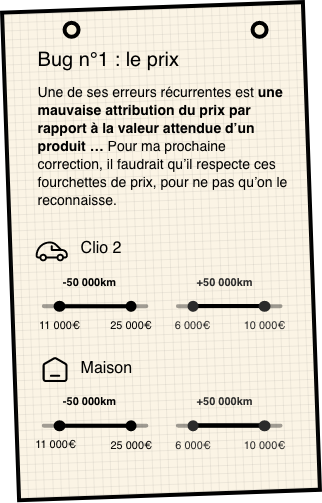 Bug n°1 : le prix
Une de ses erreurs récurrentes est une
mauvaise attribution du prix par
rapport à la valeur attendue d'un
produit ... Pour ma prochaine
correction, il faudrait qu'il respecte ces
fourchettes de prix, pour ne pas qu'on le
reconnaisse.
Clio 2
-50 000km +50 000km
11 000€ 25 000€ 6 000€ 10 000€
Maison
-50 000km +50 000km
11 000€ 25 000€ 6 000€ 10 000€